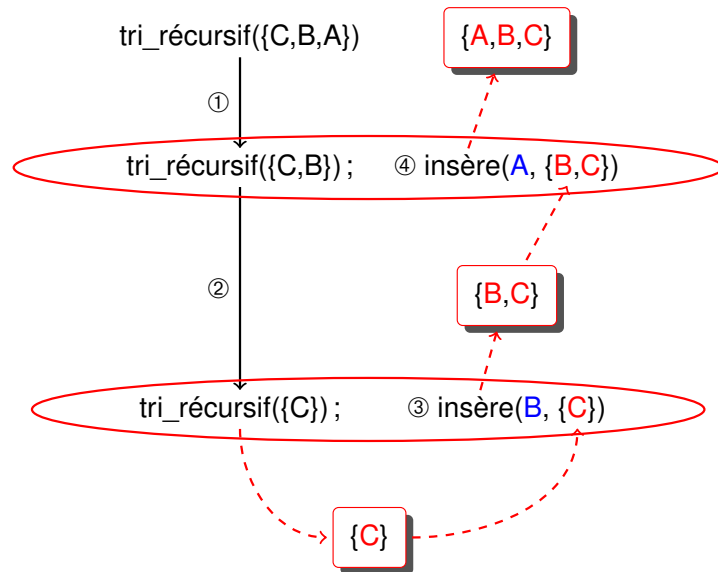 tri_récursif({C,B,A})
{A,B,C}
①
tri_récursif({C,B}) ; ④ insère(A, {B,C})
②
{B,C}
tri_récursif({C}) ; ③ insère(B, {C})
{C}